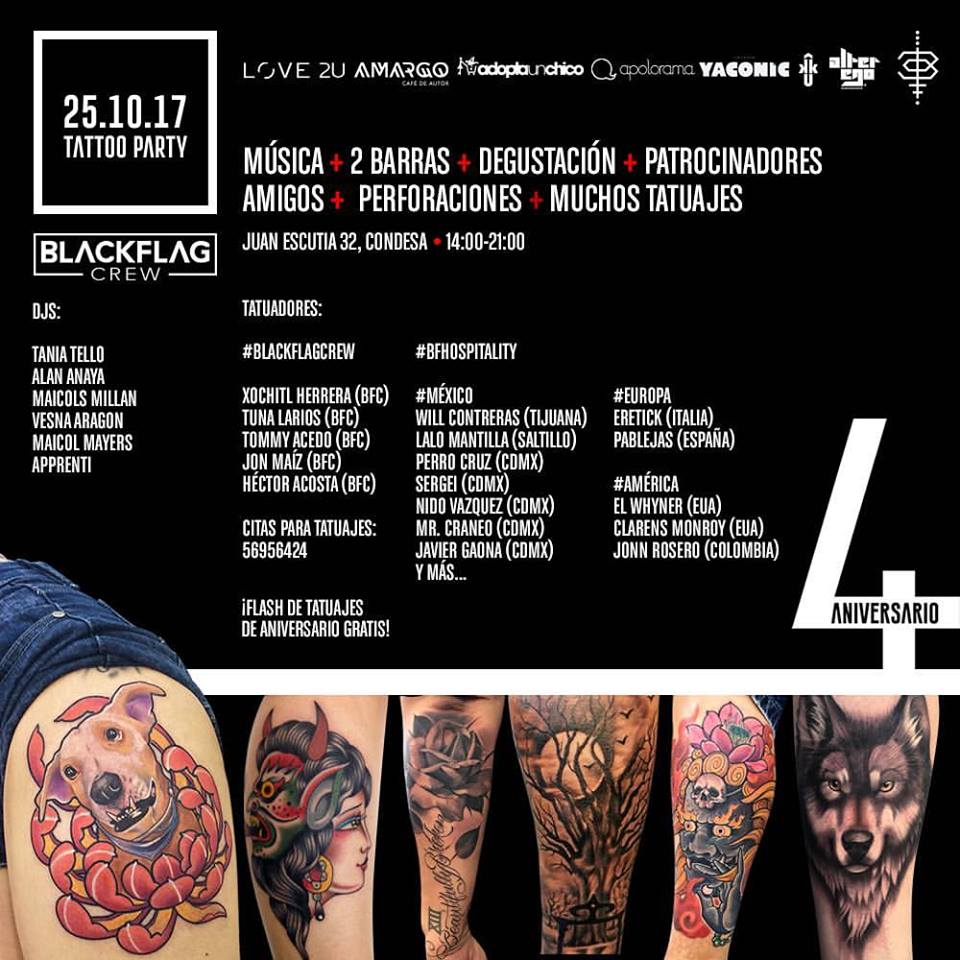 25.10.17
TATTOO PARTY
BLACKFLAG
CREW
LOVE 2U AMARGO adoptaunchico apolorama YACONIC alter ego
CAFÉ DE AUTOR
MÚSICA + 2 BARRAS + DEGUSTACIÓN + PATROCINADORES
AMIGOS + PERFORACIONES + MUCHOS TATUAJES
JUAN ESCUTIA 32, CONDESA • 14:00-21:00
DJS:
TANIA TELLO
ALAN ANAYA
MAICOLS MILLAN
VESNA ARAGON
MAICOL MAYERS
APPRENTI
TATUADORES:
#BLACKFLAGCREW
XOCHITL HERRERA (BFC)
TUNA LARIOS (BFC)
TOMMY ACEDO (BFC)
JON MAÍZ (BFC)
HÉCTOR ACOSTA (BFC)
CITAS PARA TATUAJES:
56956424
¡FLASH DE TATUAJES
DE ANIVERSARIO GRATIS!
#BFHOSPITALITY
#MÉXICO
WILL CONTRERAS (TIJUANA)
LALO MANTILLA (SALTILLO)
PERRO CRUZ (CDMX)
SERGEI (CDMX)
NIDO VAZQUEZ (CDMX)
MR. CRANEO (CDMX)
JAVIER GAONA (CDMX)
Y MÁS...
#EUROPA
ERETICK (ITALIA)
PABLEJAS (ESPAÑA)
#AMÉRICA
EL WHYNER (EUA)
CLARENS MONROY (EUA)
JONN ROSERO (COLOMBIA)
4
ANIVERSARIO
XIII
Beautifully Broken